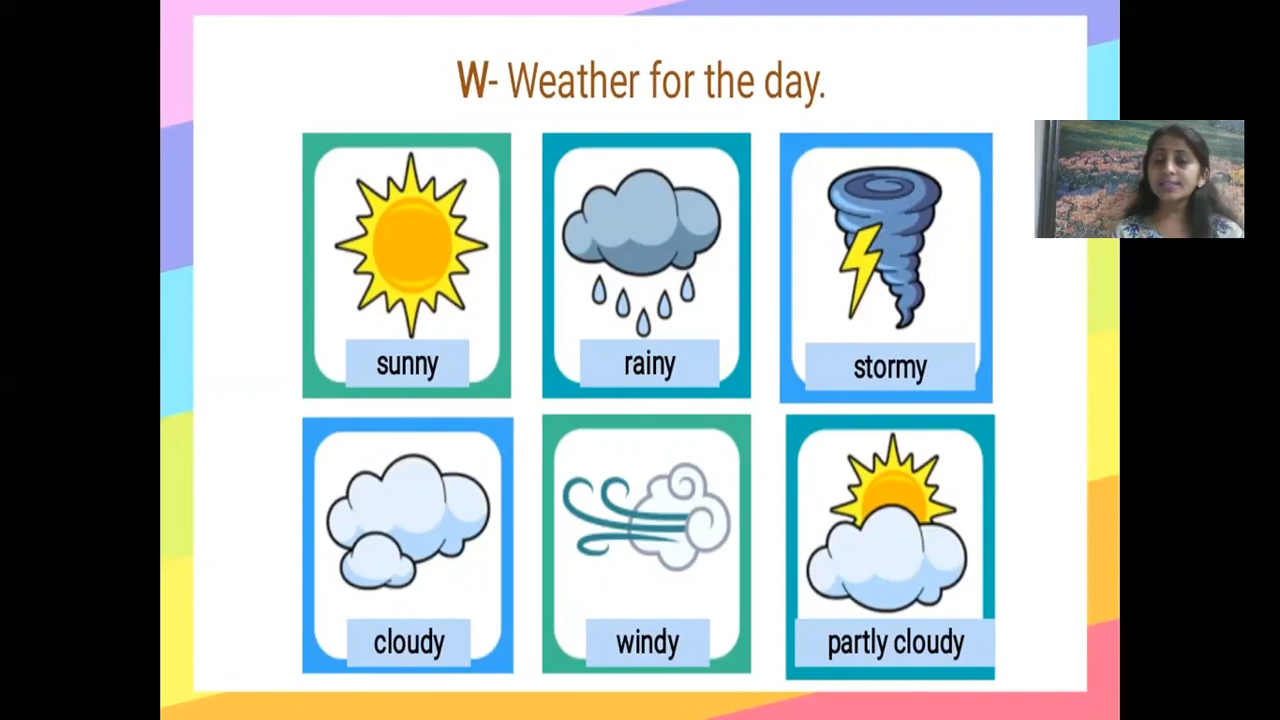 W- Weather for the day.
sunny
rainy
stormy
cloudy
windy
partly cloudy